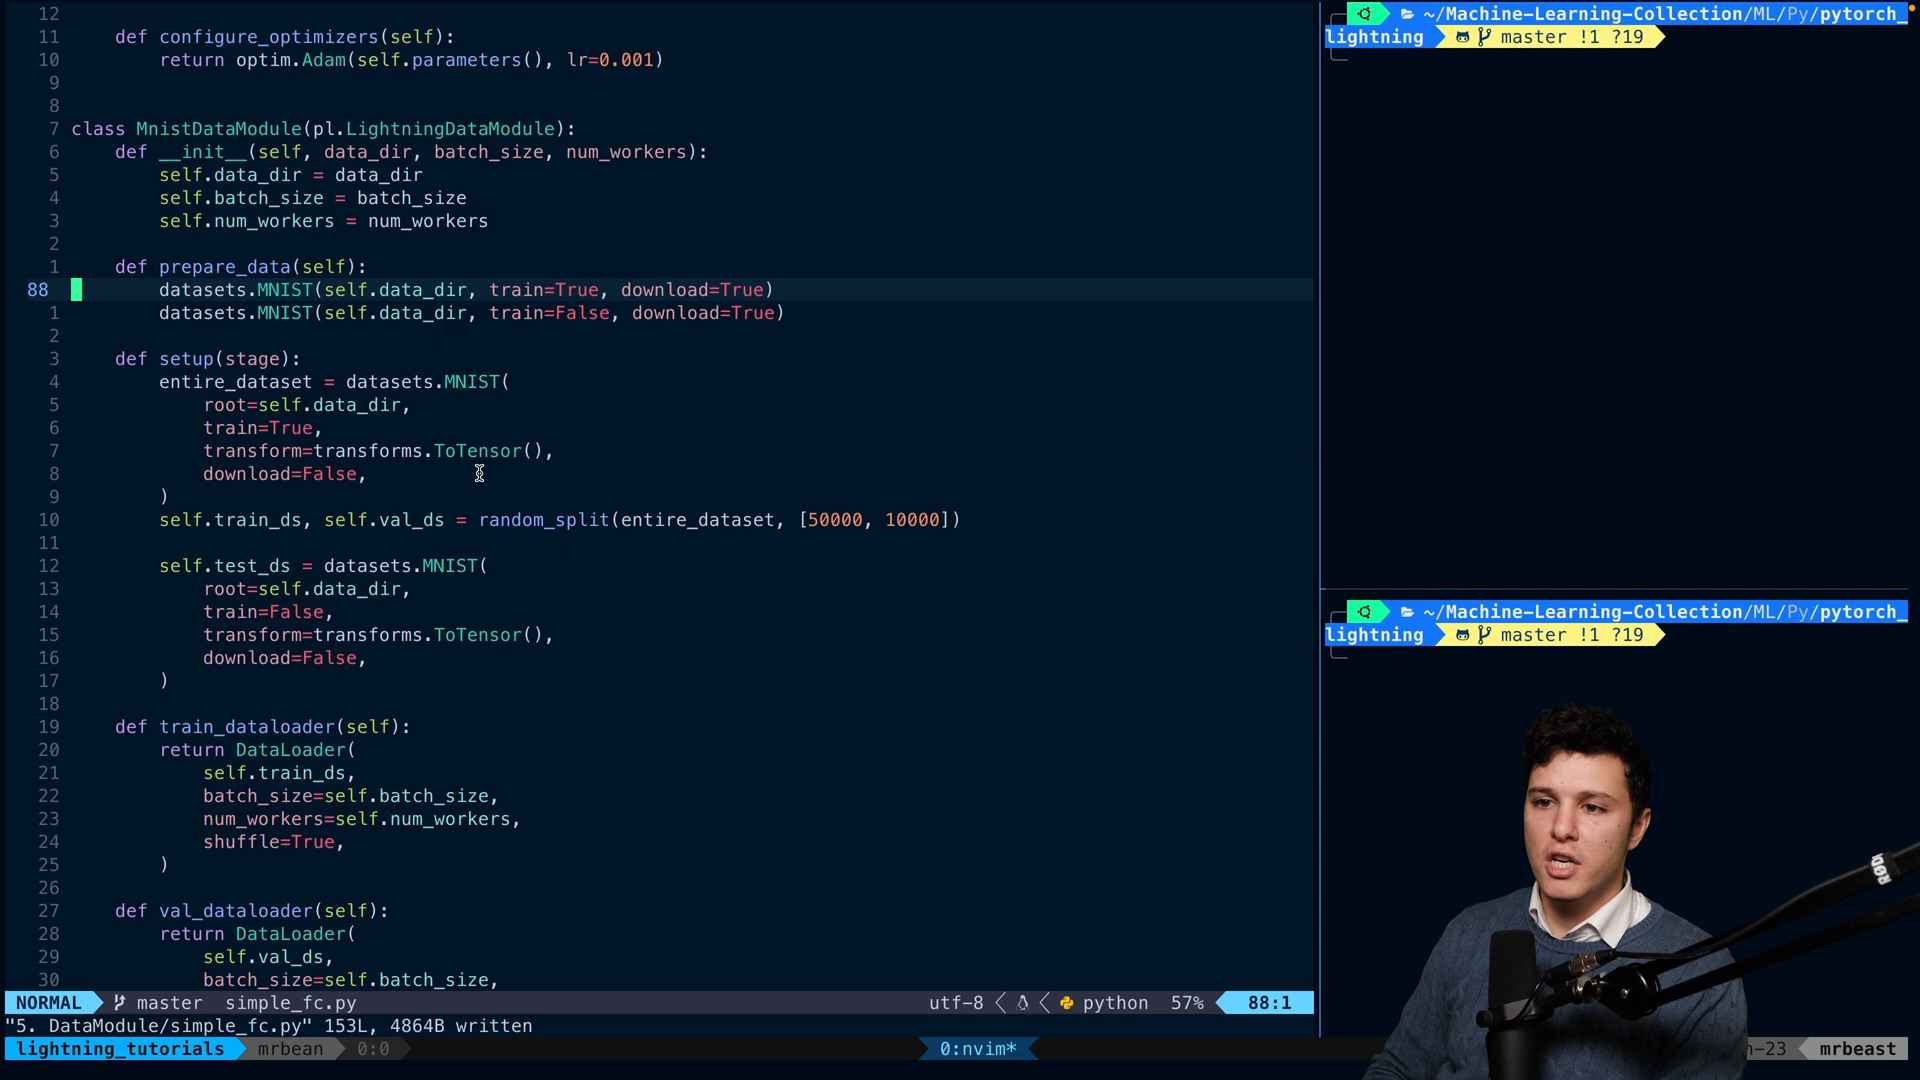 12
11 def configure_optimizers(self):
10 return optim.Adam(self.parameters(), lr=0.001)
9
8
7 class MnistDataModule(pl.LightningDataModule):
6 def __init__(self, data_dir, batch_size, num_workers):
5 self.data_dir = data_dir
4 self.batch_size = batch_size
3 self.num_workers = num_workers
2
1 def prepare_data(self):
88 datasets.MNIST(self.data_dir, train=True, download=True)
1 datasets.MNIST(self.data_dir, train=False, download=True)
2
3 def setup(stage):
4 entire_dataset = datasets.MNIST(
5 root=self.data_dir,
6 train=True,
7 transform=transforms.ToTensor(),
8 download=False,
9 )
10 self.train_ds, self.val_ds = random_split(entire_dataset, [50000, 10000])
11
12 self.test_ds = datasets.MNIST(
13 root=self.data_dir,
14 train=False,
15 transform=transforms.ToTensor(),
16 download=False,
17 )
18
19 def train_dataloader(self):
20 return DataLoader(
21 self.train_ds,
22 batch_size=self.batch_size,
23 num_workers=self.num_workers,
24 shuffle=True,
25 )
26
27 def val_dataloader(self):
28 return DataLoader(
29 self.val_ds,
30 batch_size=self.batch_size,
NORMAL master simple_fc.py utf-8 python 57% 88:1
"5. DataModule/simple_fc.py" 153L, 4864B written
lightning_tutorials mrbean 0:0 0:nvim* -23 mrbeast
~/Machine-Learning-Collection/ML/Py/pytorch_
lightning master !1 ?19
~/Machine-Learning-Collection/ML/Py/pytorch_
lightning master !1 ?19
RØD